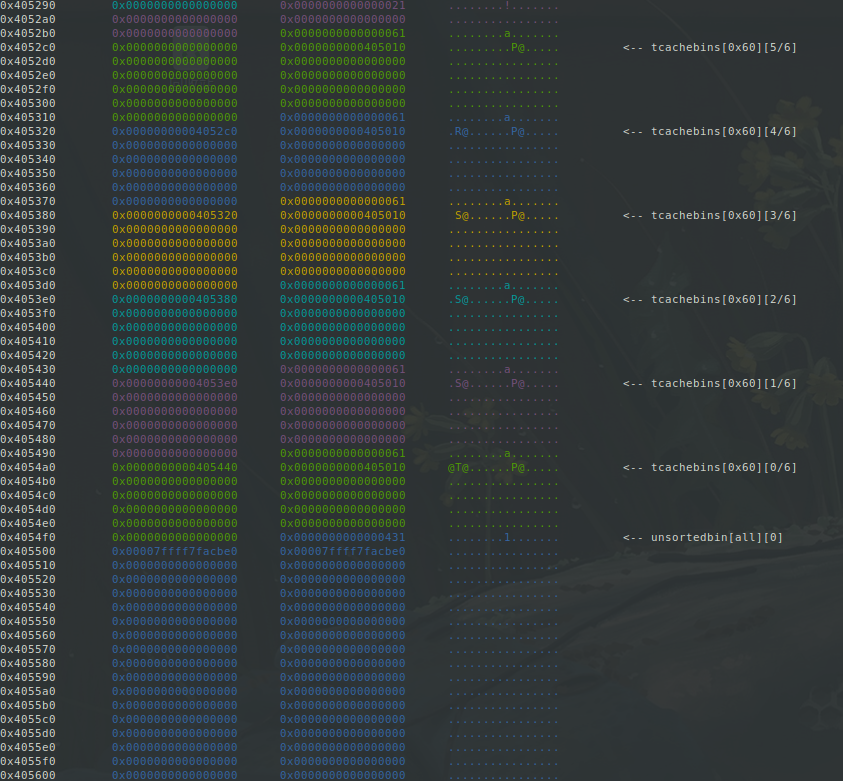 0x405290 0x0000000000000000 0x0000000000000021 ........!.......
0x4052a0 0x0000000000000000 0x0000000000000000 ................
0x4052b0 0x0000000000000000 0x0000000000000061 ........a.......
0x4052c0 0x0000000000000000 0x0000000000405010 .........P@..... <-- tcachebins[0x60][5/6]
0x4052d0 0x0000000000000000 0x0000000000000000 ................
0x4052e0 0x0000000000000000 0x0000000000000000 ................
0x4052f0 0x0000000000000000 0x0000000000000000 ................
0x405300 0x0000000000000000 0x0000000000000000 ................
0x405310 0x0000000000000000 0x0000000000000061 ........a.......
0x405320 0x00000000004052c0 0x0000000000405010 .R@......P@..... <-- tcachebins[0x60][4/6]
0x405330 0x0000000000000000 0x0000000000000000 ................
0x405340 0x0000000000000000 0x0000000000000000 ................
0x405350 0x0000000000000000 0x0000000000000000 ................
0x405360 0x0000000000000000 0x0000000000000000 ................
0x405370 0x0000000000000000 0x0000000000000061 ........a.......
0x405380 0x0000000000405320 0x0000000000405010  S@......P@..... <-- tcachebins[0x60][3/6]
0x405390 0x0000000000000000 0x0000000000000000 ................
0x4053a0 0x0000000000000000 0x0000000000000000 ................
0x4053b0 0x0000000000000000 0x0000000000000000 ................
0x4053c0 0x0000000000000000 0x0000000000000000 ................
0x4053d0 0x0000000000000000 0x0000000000000061 ........a.......
0x4053e0 0x0000000000405380 0x0000000000405010 .S@......P@..... <-- tcachebins[0x60][2/6]
0x4053f0 0x0000000000000000 0x0000000000000000 ................
0x405400 0x0000000000000000 0x0000000000000000 ................
0x405410 0x0000000000000000 0x0000000000000000 ................
0x405420 0x0000000000000000 0x0000000000000000 ................
0x405430 0x0000000000000000 0x0000000000000061 ........a.......
0x405440 0x00000000004053e0 0x0000000000405010 .S@......P@..... <-- tcachebins[0x60][1/6]
0x405450 0x0000000000000000 0x0000000000000000 ................
0x405460 0x0000000000000000 0x0000000000000000 ................
0x405470 0x0000000000000000 0x0000000000000000 ................
0x405480 0x0000000000000000 0x0000000000000000 ................
0x405490 0x0000000000000000 0x0000000000000061 ........a.......
0x4054a0 0x0000000000405440 0x0000000000405010 @T@......P@..... <-- tcachebins[0x60][0/6]
0x4054b0 0x0000000000000000 0x0000000000000000 ................
0x4054c0 0x0000000000000000 0x0000000000000000 ................
0x4054d0 0x0000000000000000 0x0000000000000000 ................
0x4054e0 0x0000000000000000 0x0000000000000000 ................
0x4054f0 0x0000000000000000 0x0000000000000431 ........1....... <-- unsortedbin[all][0]
0x405500 0x00007ffff7facbe0 0x00007ffff7facbe0 ................
0x405510 0x0000000000000000 0x0000000000000000 ................
0x405520 0x0000000000000000 0x0000000000000000 ................
0x405530 0x0000000000000000 0x0000000000000000 ................
0x405540 0x0000000000000000 0x0000000000000000 ................
0x405550 0x0000000000000000 0x0000000000000000 ................
0x405560 0x0000000000000000 0x0000000000000000 ................
0x405570 0x0000000000000000 0x0000000000000000 ................
0x405580 0x0000000000000000 0x0000000000000000 ................
0x405590 0x0000000000000000 0x0000000000000000 ................
0x4055a0 0x0000000000000000 0x0000000000000000 ................
0x4055b0 0x0000000000000000 0x0000000000000000 ................
0x4055c0 0x0000000000000000 0x0000000000000000 ................
0x4055d0 0x0000000000000000 0x0000000000000000 ................
0x4055e0 0x0000000000000000 0x0000000000000000 ................
0x4055f0 0x0000000000000000 0x0000000000000000 ................
0x405600 0x0000000000000000 0x0000000000000000 ................